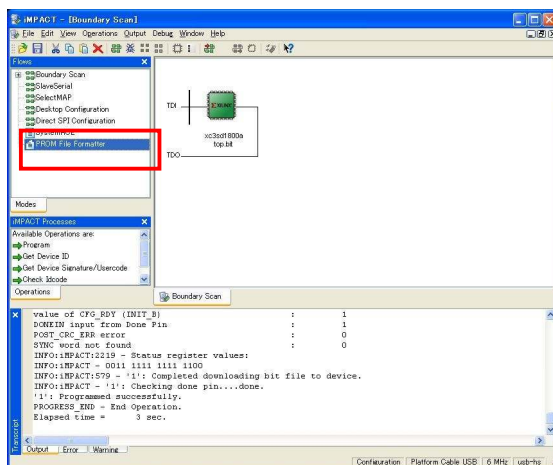 iMPACT - [Boundary Scan]
File Edit View Operations Output Debug Window Help
Flows
Boundary Scan
SlaveSerial
SelectMAP
Desktop Configuration
Direct SPI Configuration
SystemACE
PROM File Formatter
Modes
iMPACT Processes
Available Operations are:
Program
Get Device ID
Get Device Signature/Usercode
Check Idcode
Operations
TDI
XILINX
xc3sd1800a
top.bit
TDO
Boundary Scan
value of CFG_RDY (INIT_B) : 1
DONEIN input from Done Pin : 1
POST_CRC_ERR error : 0
SYNC word not found : 0
INFO:iMPACT:2219 - Status register values:
INFO:iMPACT - 0011 1111 1111 1100
INFO:iMPACT:579 - '1': Completed downloading bit file to device.
INFO:iMPACT - '1': Checking done pin....done.
'1': Programmed successfully.
PROGRESS_END - End Operation.
Elapsed time = 3 sec.
Transcript
Output Error Warning
Configuration Platform Cable USB 6 MHz usb-hs